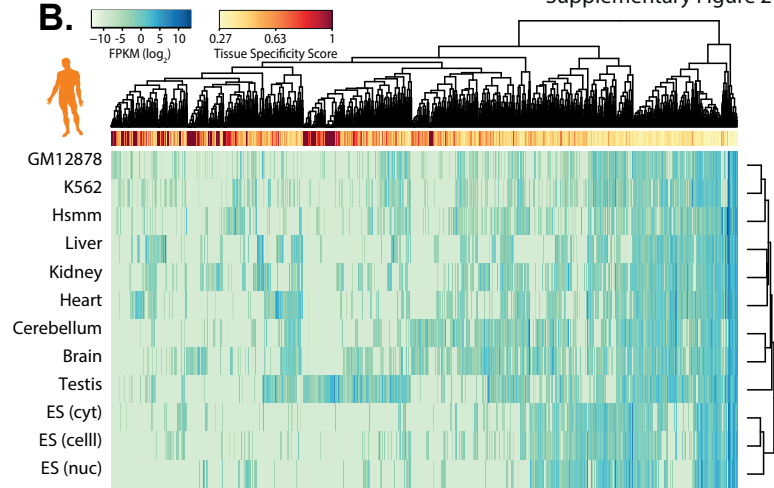 Supplementary Figure 2
B.
−10 −5 0 5 10
FPKM (log2)
0.27 0.63 1
Tissue Specificity Score
GM12878
K562
Hsmm
Liver
Kidney
Heart
Cerebellum
Brain
Testis
ES (cyt)
ES (celll)
ES (nuc)